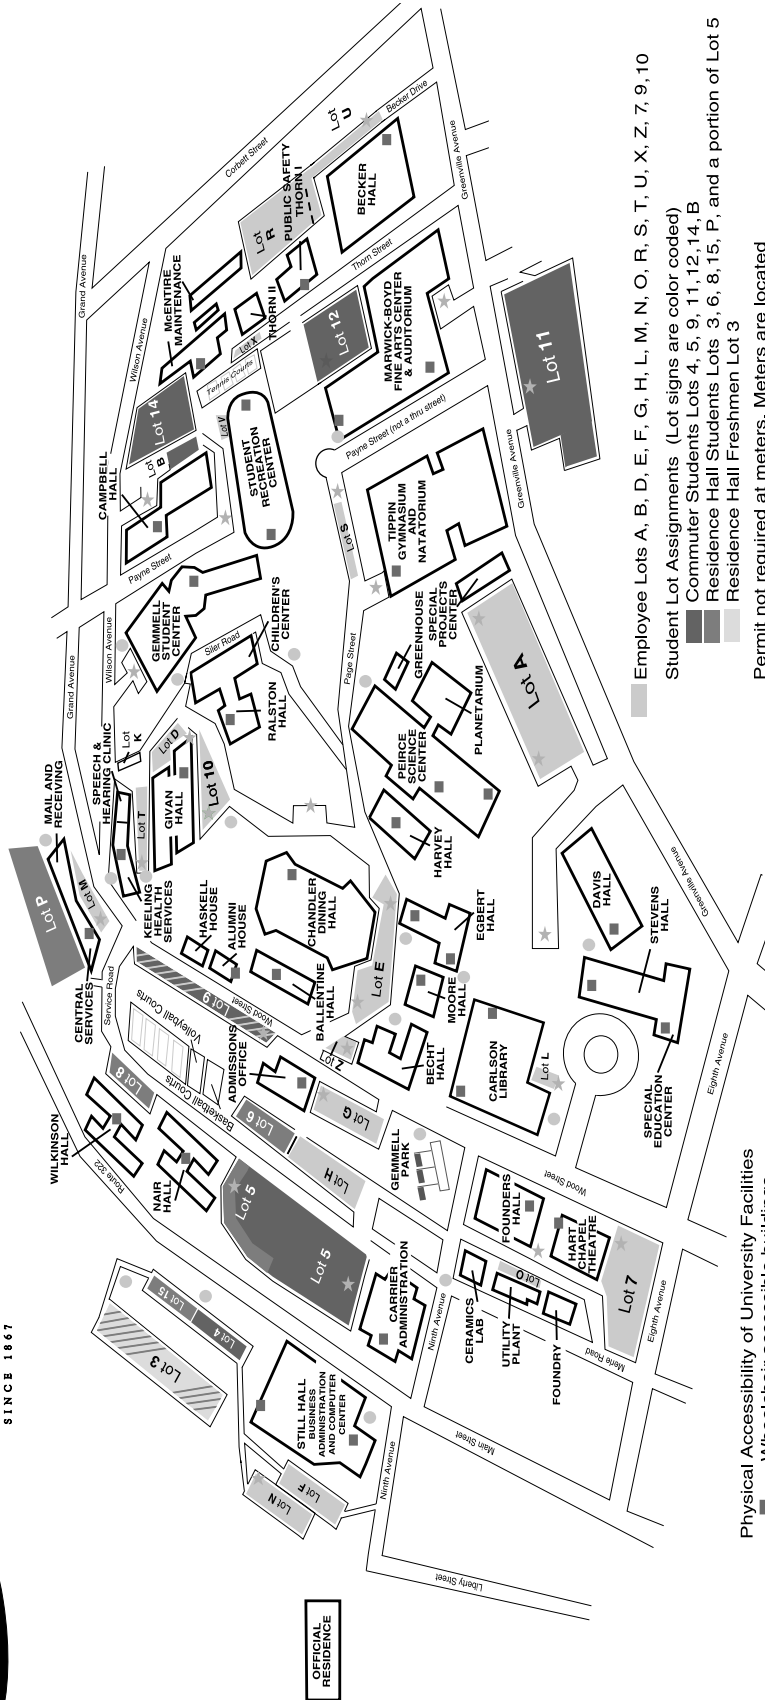 SINCE 1867
Corbett Street
Lot
U
Becker Drive
Greenville Avenue
Lot
R
PUBLIC SAFETY
THORN I
BECKER
HALL
Grand Avenue
Wilson Avenue
McENTIRE
MAINTENANCE
THORN II
Thorn Street
Lot X
Tennis Courts
Lot 12
MARWICK-BOYD
FINE ARTS CENTER
& AUDITORIUM
Lot 11
Lot 14
Lot
B
Lot V
CAMPBELL
HALL
STUDENT
RECREATION
CENTER
Payne Street (not a thru street)
Greenville Avenue
Payne Street
Lot S
TIPPIN
GYMNASIUM
AND
NATATORIUM
GEMMELL
STUDENT
CENTER
CHILDREN'S
CENTER
Siler Road
RALSTON
HALL
Page Street
GREENHOUSE
SPECIAL
PROJECTS
CENTER
PLANETARIUM
Lot A
Wilson Avenue
Grand Avenue
Lot
K
Lot D
SPEECH &
HEARING CLINIC
MAIL AND
RECEIVING
Lot T
GIVAN
HALL
Lot 10
PEIRCE
SCIENCE
CENTER
HARVEY
HALL
Lot P
Lot M
KEELING
HEALTH
SERVICES
HASKELL
HOUSE
ALUMNI
HOUSE
CHANDLER
DINING
HALL
EGBERT
HALL
DAVIS
HALL
STEVENS
HALL
Greenville Avenue
CENTRAL
SERVICES
Service Road
Lot 9
Wood Street
BALLENTINE
HALL
Lot E
MOORE
HALL
Volleyball Courts
Basketball Courts
ADMISSIONS
OFFICE
Lot
Z
BECHT
HALL
CARLSON
LIBRARY
Lot L
SPECIAL
EDUCATION
CENTER
Eighth Avenue
WILKINSON
HALL
Lot 8
Route 322
NAIR
HALL
Lot 6
Lot G
Lot H
GEMMELL
PARK
Wood Street
Lot 5
Lot 5
FOUNDERS
HALL
HART
CHAPEL
THEATRE
Lot 15
Lot 4
Lot 3
CARRIER
ADMINISTRATION
Ninth Avenue
CERAMICS
LAB
Lot O
UTILITY
PLANT
FOUNDRY
Lot 7
Merle Road
Eighth Avenue
STILL HALL
BUSINESS
ADMINISTRATION
AND COMPUTER
CENTER
Main Street
Lot N
Lot F
Ninth Avenue
Liberty Street
OFFICIAL
RESIDENCE
Employee Lots A, B, D, E, F, G, H, L, M, N, O, R, S, T, U, X, Z, 7, 9,10
Student Lot Assignments (Lot signs are color coded)
Commuter Students Lots 4, 5, 9, 11, 12,14, B
Residence Hall Students Lots 3, 6, 8, 15, P, and a portion of Lot 5
Residence Hall Freshmen Lot 3
Permit not required at meters. Meters are located
Physical Accessibility of University Facilities
Wheelchair accessible buildings